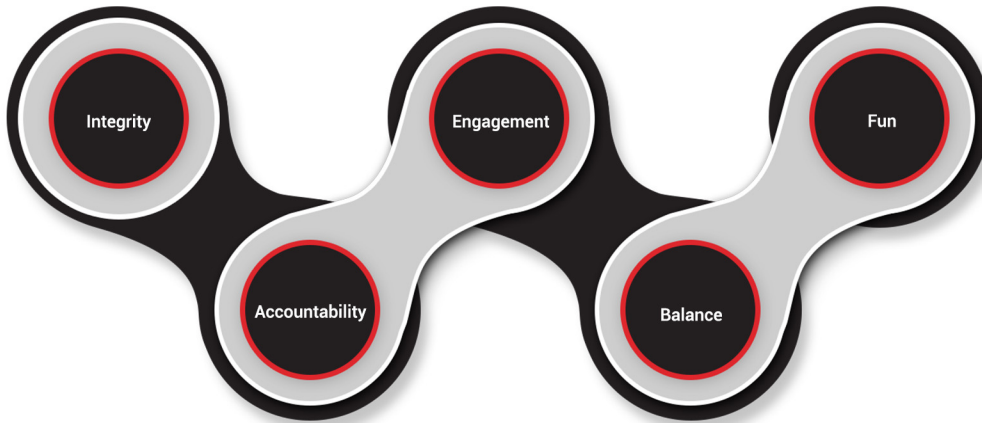 Integrity
Accountability
Engagement
Balance
Fun